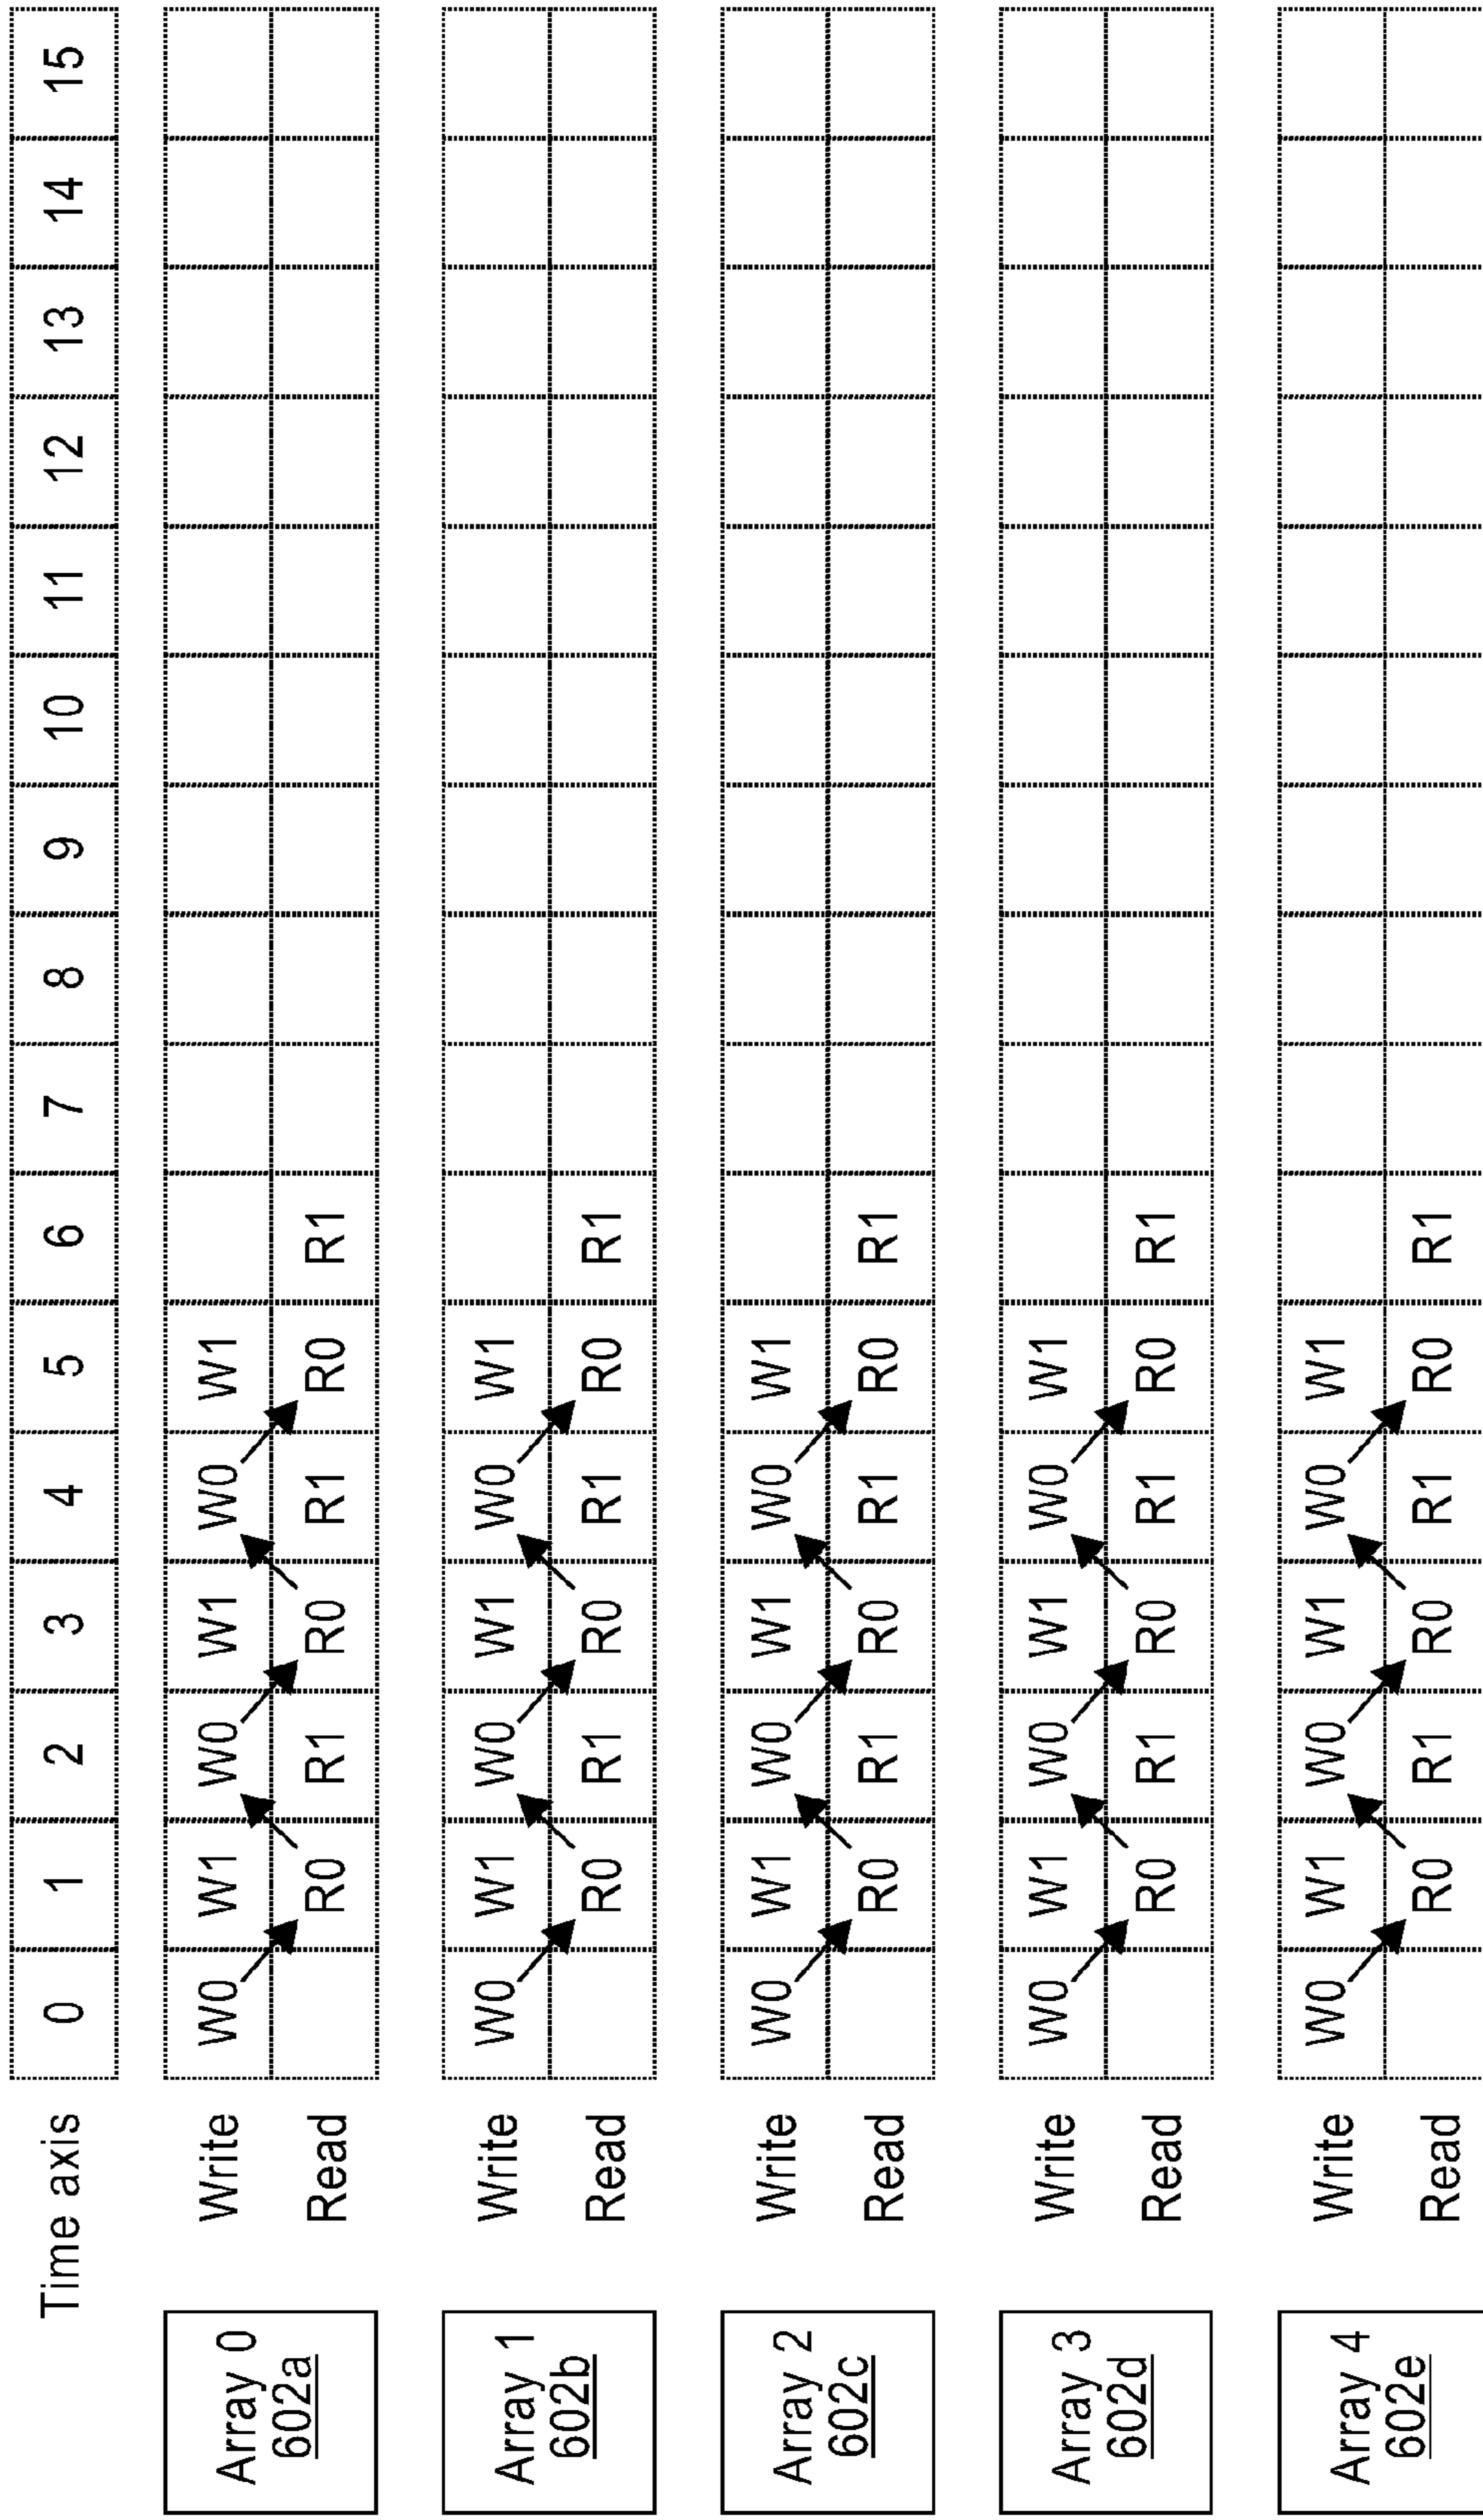 Time axis 0 1 2 3 4 5 6 7 8 9 10 11 12 13 14 15
Array 0
602a
Write W0 W1 W0 W1 W0 W1
Read R0 R1 R0 R1 R0 R1
Array 1
602b
Write W0 W1 W0 W1 W0 W1
Read R0 R1 R0 R1 R0 R1
Array 2
602c
Write W0 W1 W0 W1 W0 W1
Read R0 R1 R0 R1 R0 R1
Array 3
602d
Write W0 W1 W0 W1 W0 W1
Read R0 R1 R0 R1 R0 R1
Array 4
602e
Write W0 W1 W0 W1 W0 W1
Read R0 R1 R0 R1 R0 R1